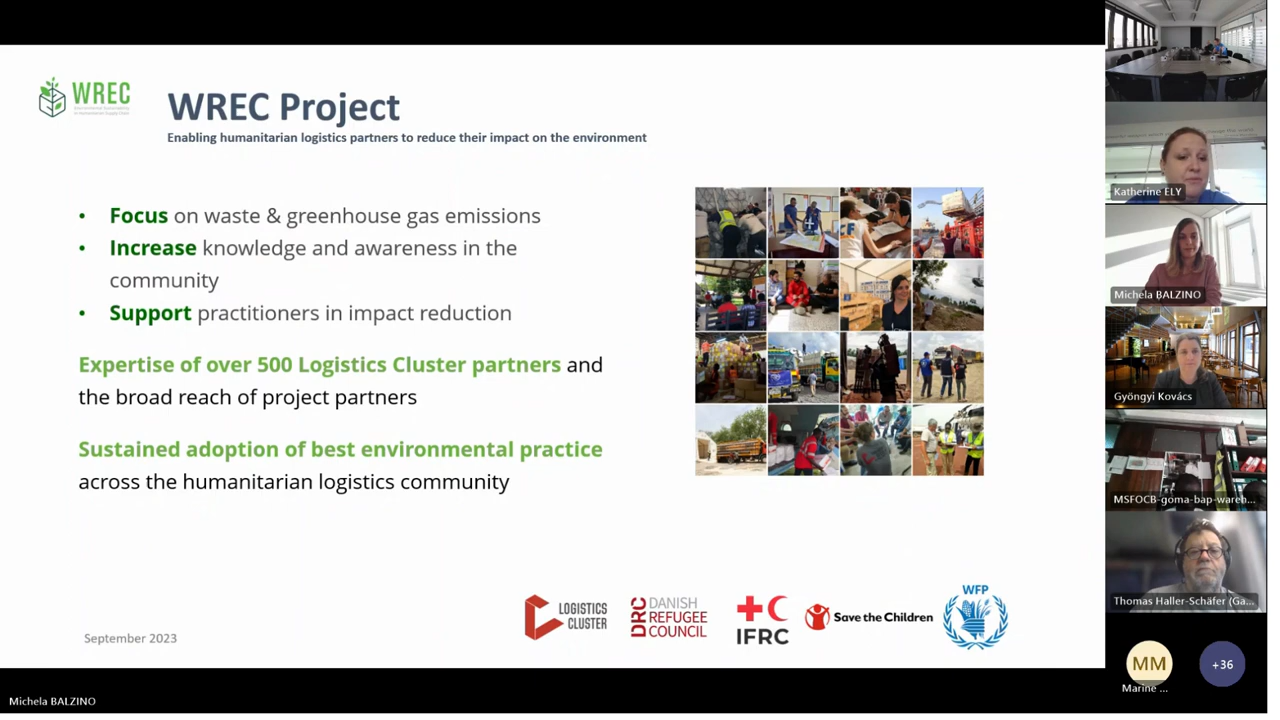 WREC
WREC Project
Enabling humanitarian logistics partners to reduce their impact on the environment
• Focus on waste & greenhouse gas emissions
• Increase knowledge and awareness in the
community
• Support practitioners in impact reduction
Expertise of over 500 Logistics Cluster partners and
the broad reach of project partners
Sustained adoption of best environmental practice
across the humanitarian logistics community
September 2023
LOGISTICS
CLUSTER
DRC DANISH
REFUGEE
COUNCIL
IFRC
Save the Children
WFP
Katherine ELY
Michela BALZINO
Gyöngyi Kovács
MSFOCB-goma-bap-wareh...
Thomas Haller-Schäfer (Ga...
MM
Marine ...
+36
Michela BALZINO